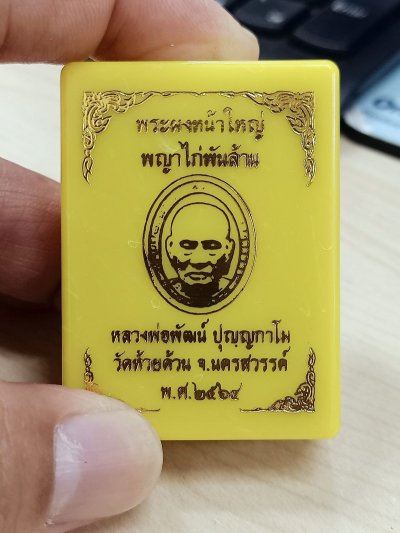 พระผงหน้าใหญ่
พญาไก่พันล้าน
หลวงพ่อพัฒน์ ปุญฺญกาโม
วัดห้วยด้วน จ.นครสวรรค์
พ.ศ.๒๕๖๔